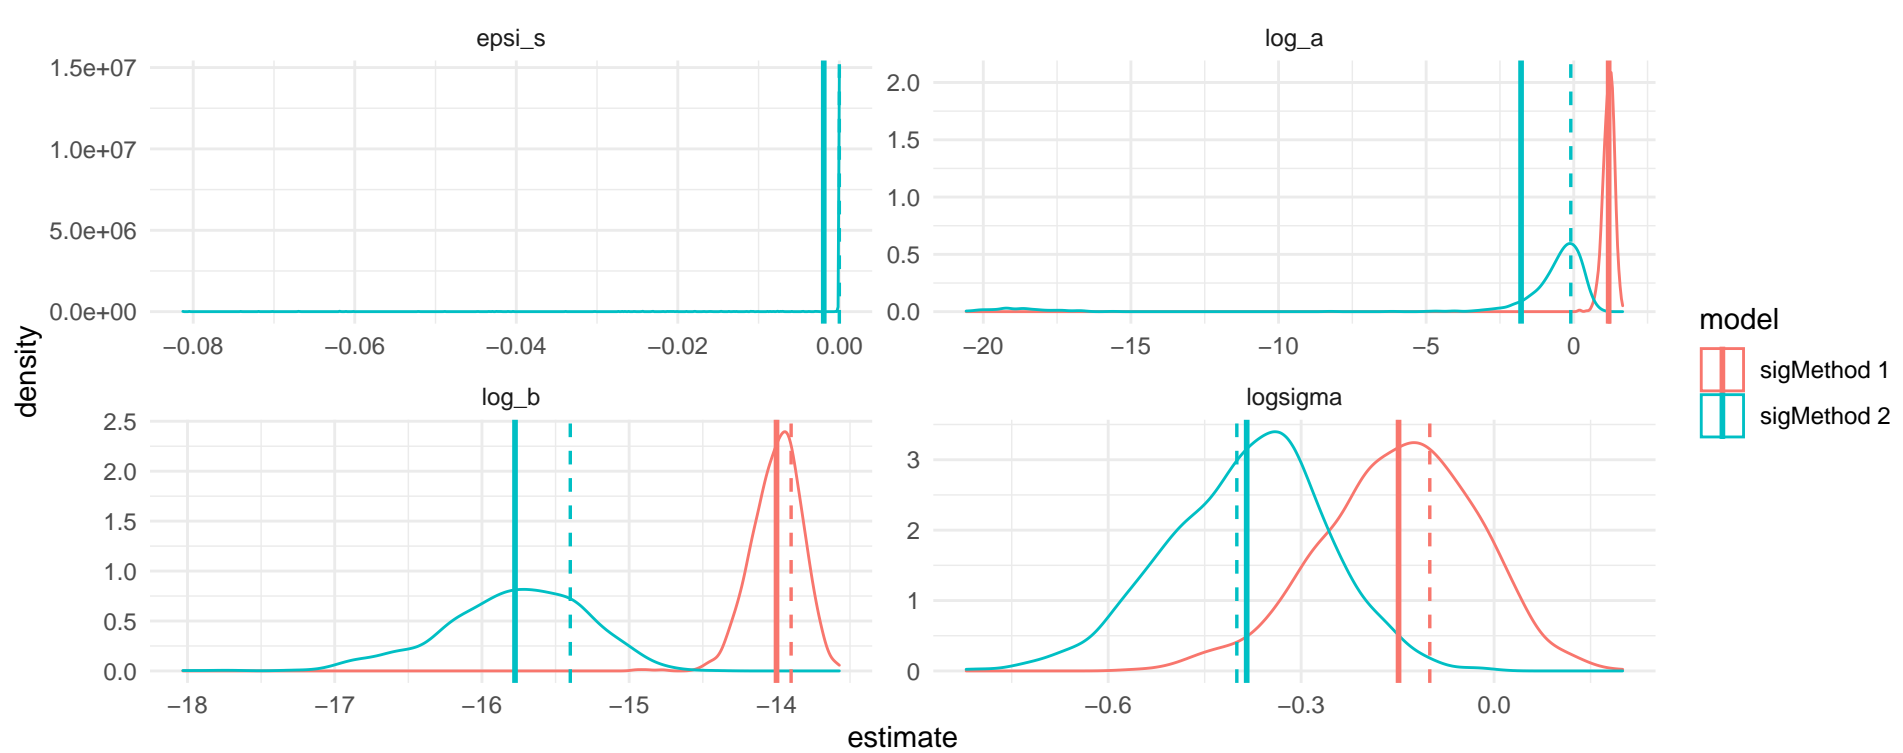 epsi_s
1.5e+07
1.0e+07
5.0e+06
0.0e+00
−0.08 −0.06 −0.04 −0.02 0.00
log_a
2.0
1.5
1.0
0.5
0.0
−20 −15 −10 −5 0
log_b
2.5
2.0
1.5
1.0
0.5
0.0
−18 −17 −16 −15 −14
logsigma
3
2
1
0
−0.6 −0.3 0.0
density
estimate
model
sigMethod 1
sigMethod 2